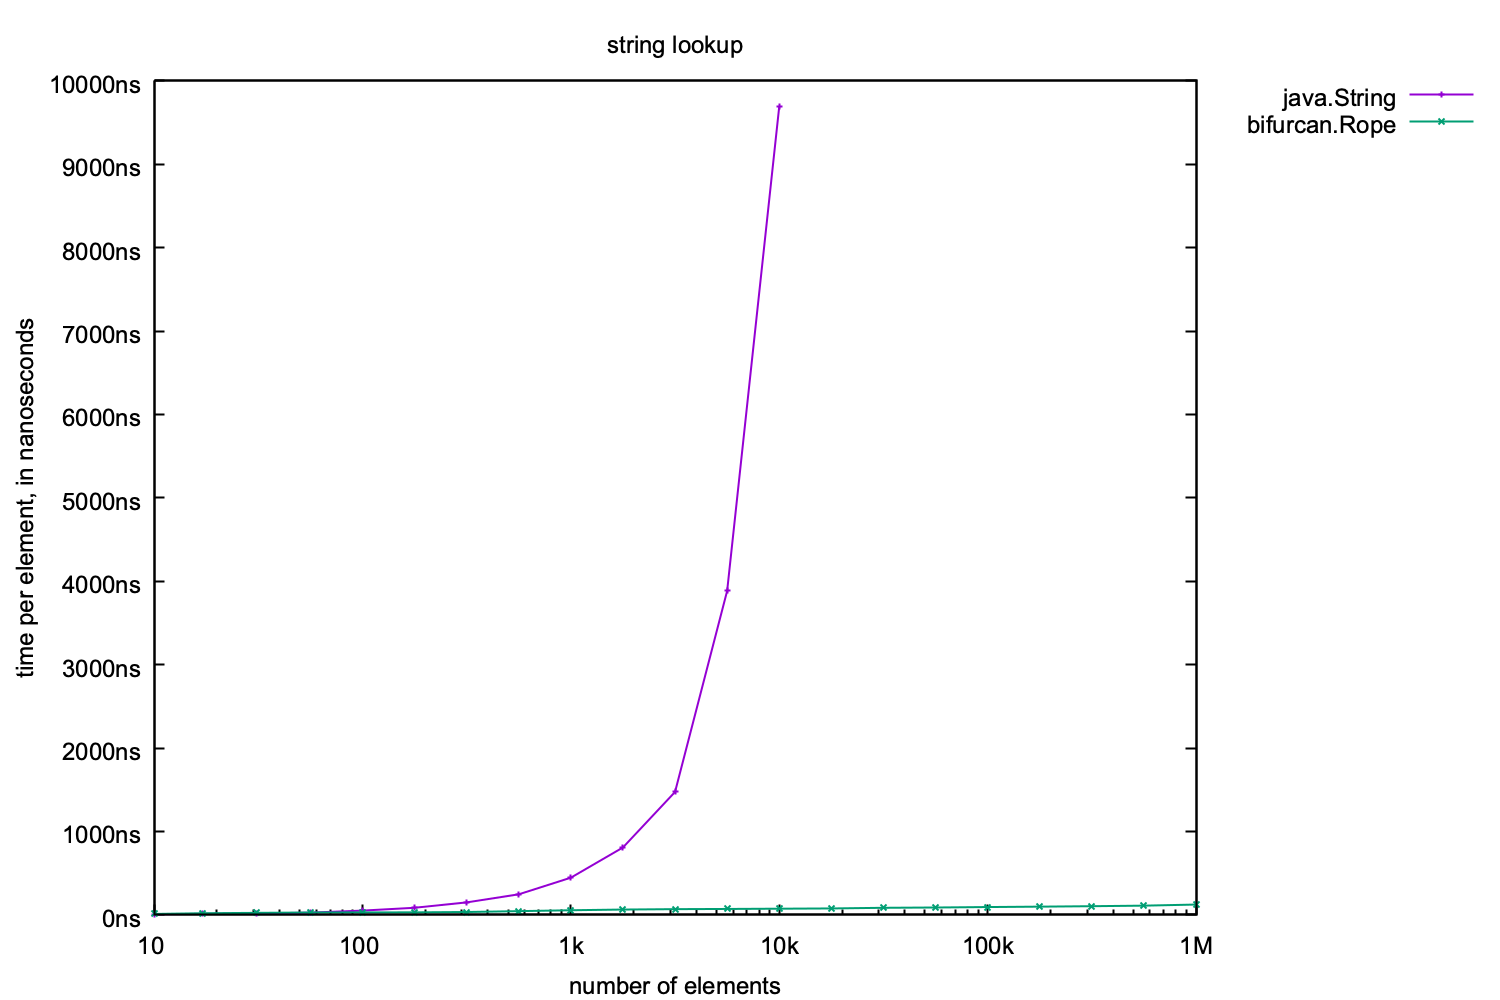 string lookup
java.String
bifurcan.Rope
10000ns
9000ns
8000ns
7000ns
6000ns
5000ns
4000ns
3000ns
2000ns
1000ns
0ns
time per element, in nanoseconds
10 100 1k 10k 100k 1M
number of elements